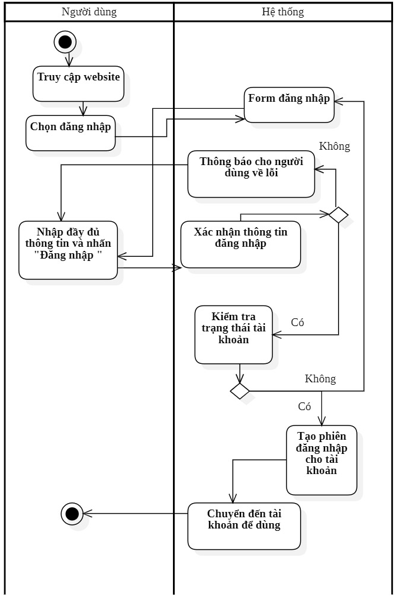 Người dùng
Hệ thống
Truy cập website
Form đăng nhập
Chọn đăng nhập
Không
Thông báo cho người
dùng về lỗi
Nhập đầy đủ
thông tin và nhấn
"Đăng nhập "
Xác nhận thông tin
đăng nhập
Kiểm tra
trạng thái tài
khoản
Có
Không
Có
Tạo phiên
đăng nhập
cho tài
khoản
Chuyển đến tài
khoản để dùng